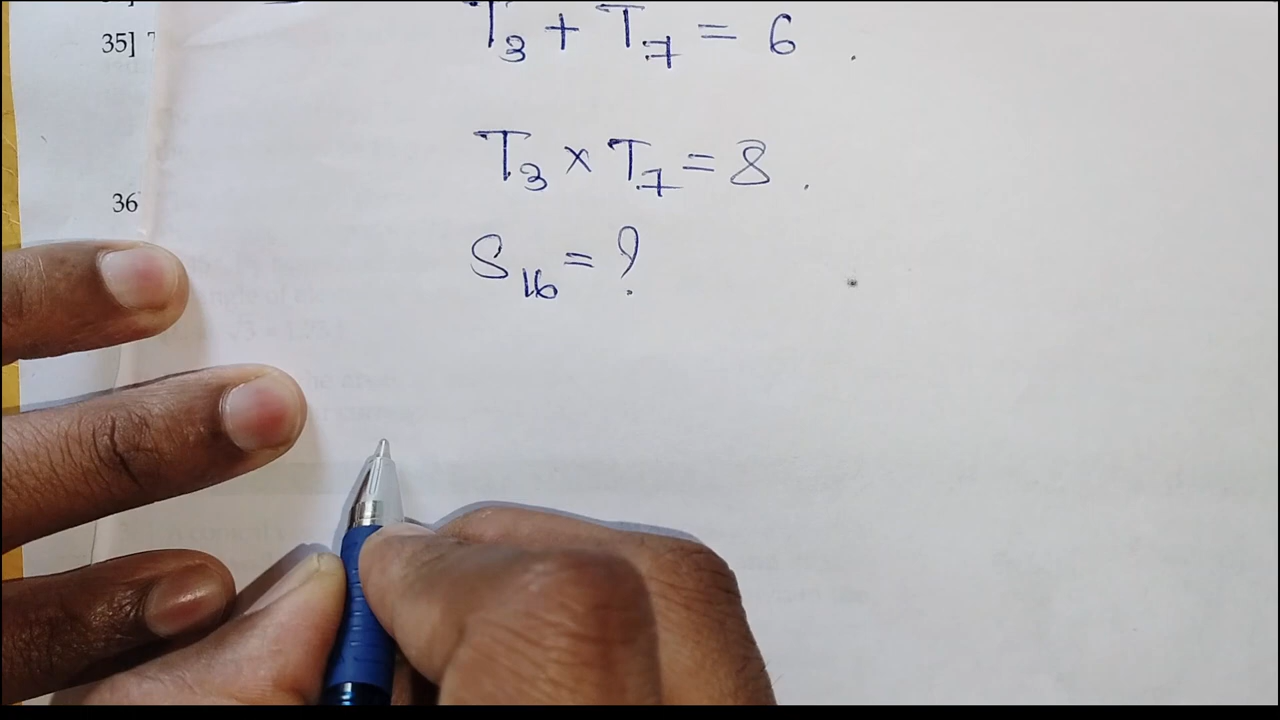 T₃ + T₇ = 6
35]
T₃ × T₇ = 8
36
S₁₆ = ?